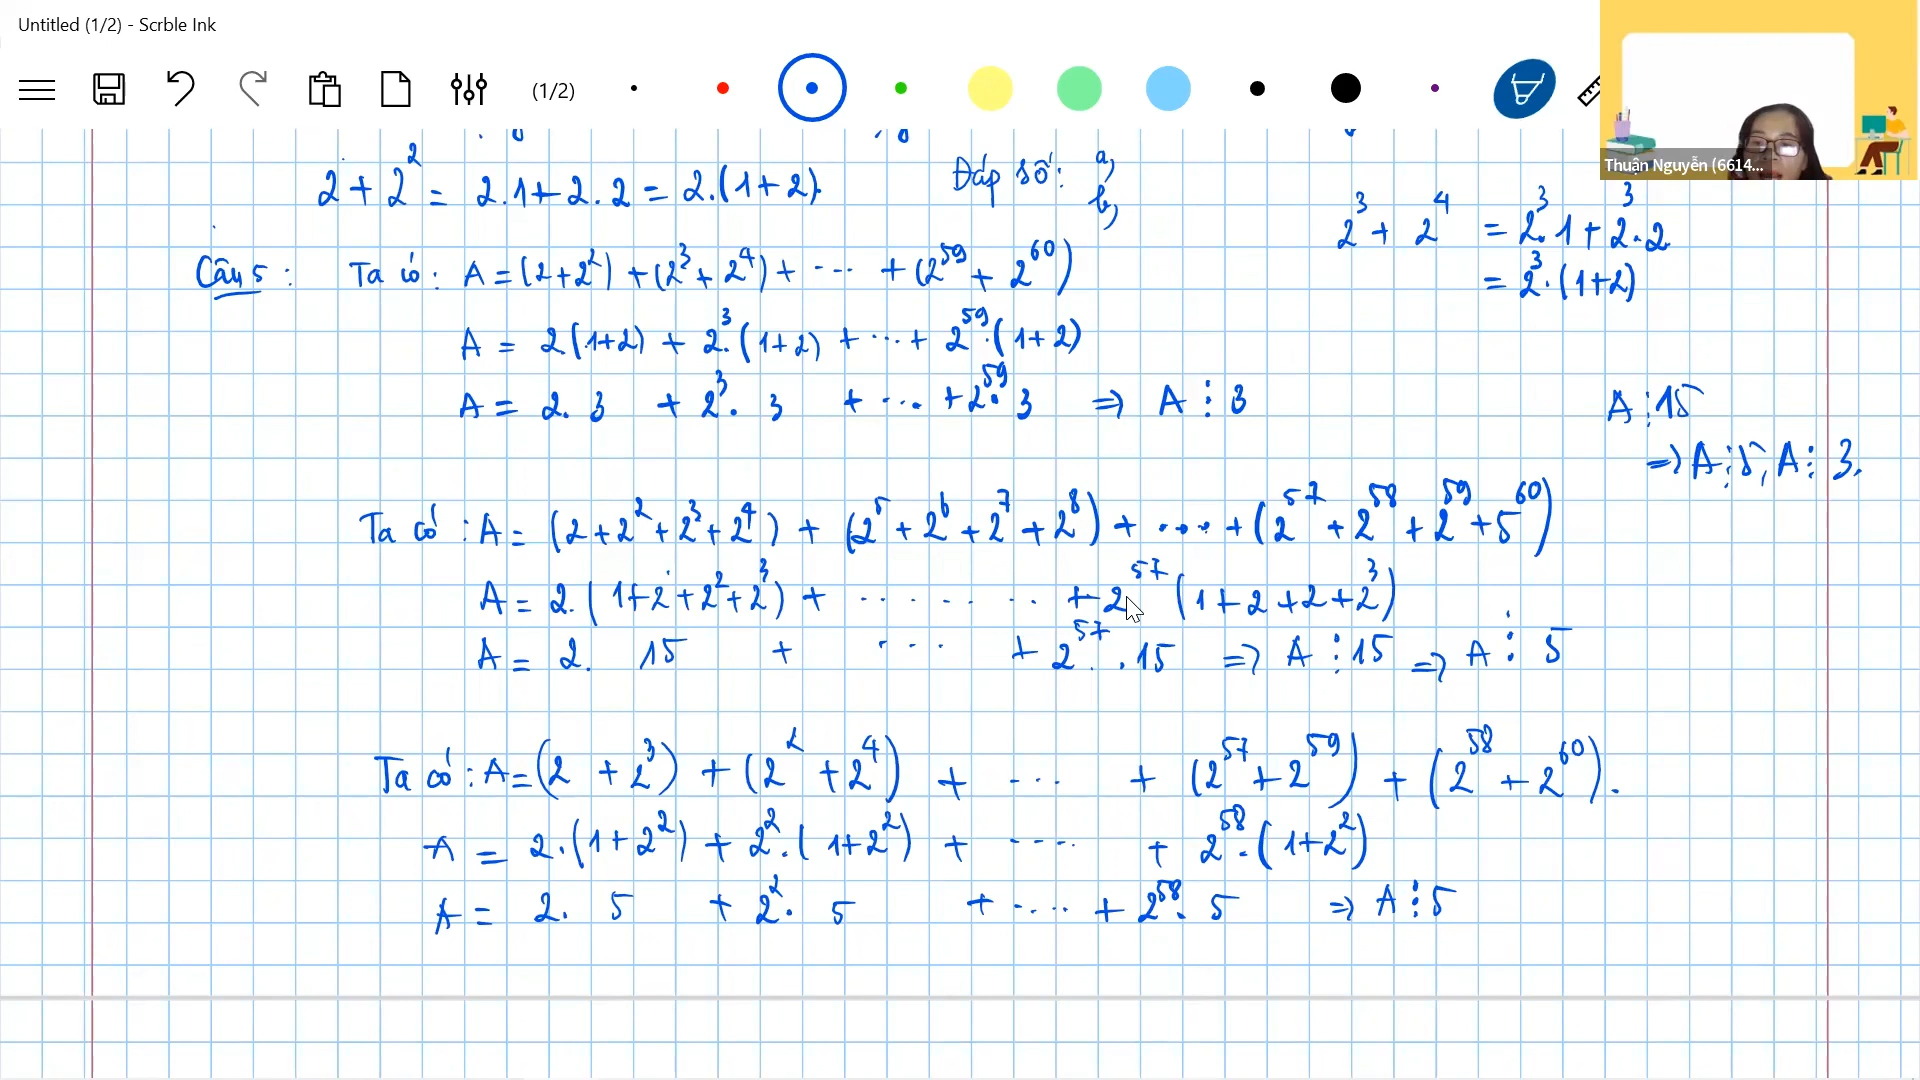 Untitled (1/2) - Scrble Ink
(1/2)
Thuận Nguyễn (6614...
2 + 2² = 2.1 + 2.2 = 2.(1+2).
Đáp số: a,
b,
2³ + 2⁴ = 2³.1 + 2³.2
= 2³.(1+2)
Câu 5 : Ta có : A = (2+2²) + (2³ + 2⁴) + ... + (2⁵⁹ + 2⁶⁰)
A = 2(1+2) + 2³.(1+2) + ... + 2⁵⁹.(1+2)
A = 2. 3 + 2³. 3 + ... + 2⁵⁹. 3 => A ⋮ 3
A ⋮ 15
=> A ⋮ 5, A ⋮ 3.
Ta có : A = (2+2²+2³+2⁴) + (2⁵+2⁶+2⁷+2⁸) + .... + (2⁵⁷+2⁵⁸+2⁵⁹+5⁶⁰)
A = 2.(1+2+2²+2³) + ........ + 2⁵⁷(1+2+2+2³)
A = 2. 15 + ... + 2⁵⁷..15 => A ⋮ 15 => A ⋮ 5
Ta có : A = (2 + 2³) + (2² + 2⁴) + ... + (2⁵⁷ + 2⁵⁹) + (2⁵⁸ + 2⁶⁰).
A = 2.(1+2²) + 2².(1+2²) + .... + 2⁵⁸.(1+2²)
A = 2. 5 + 2². 5 + .... + 2⁵⁸. 5 => A ⋮ 5